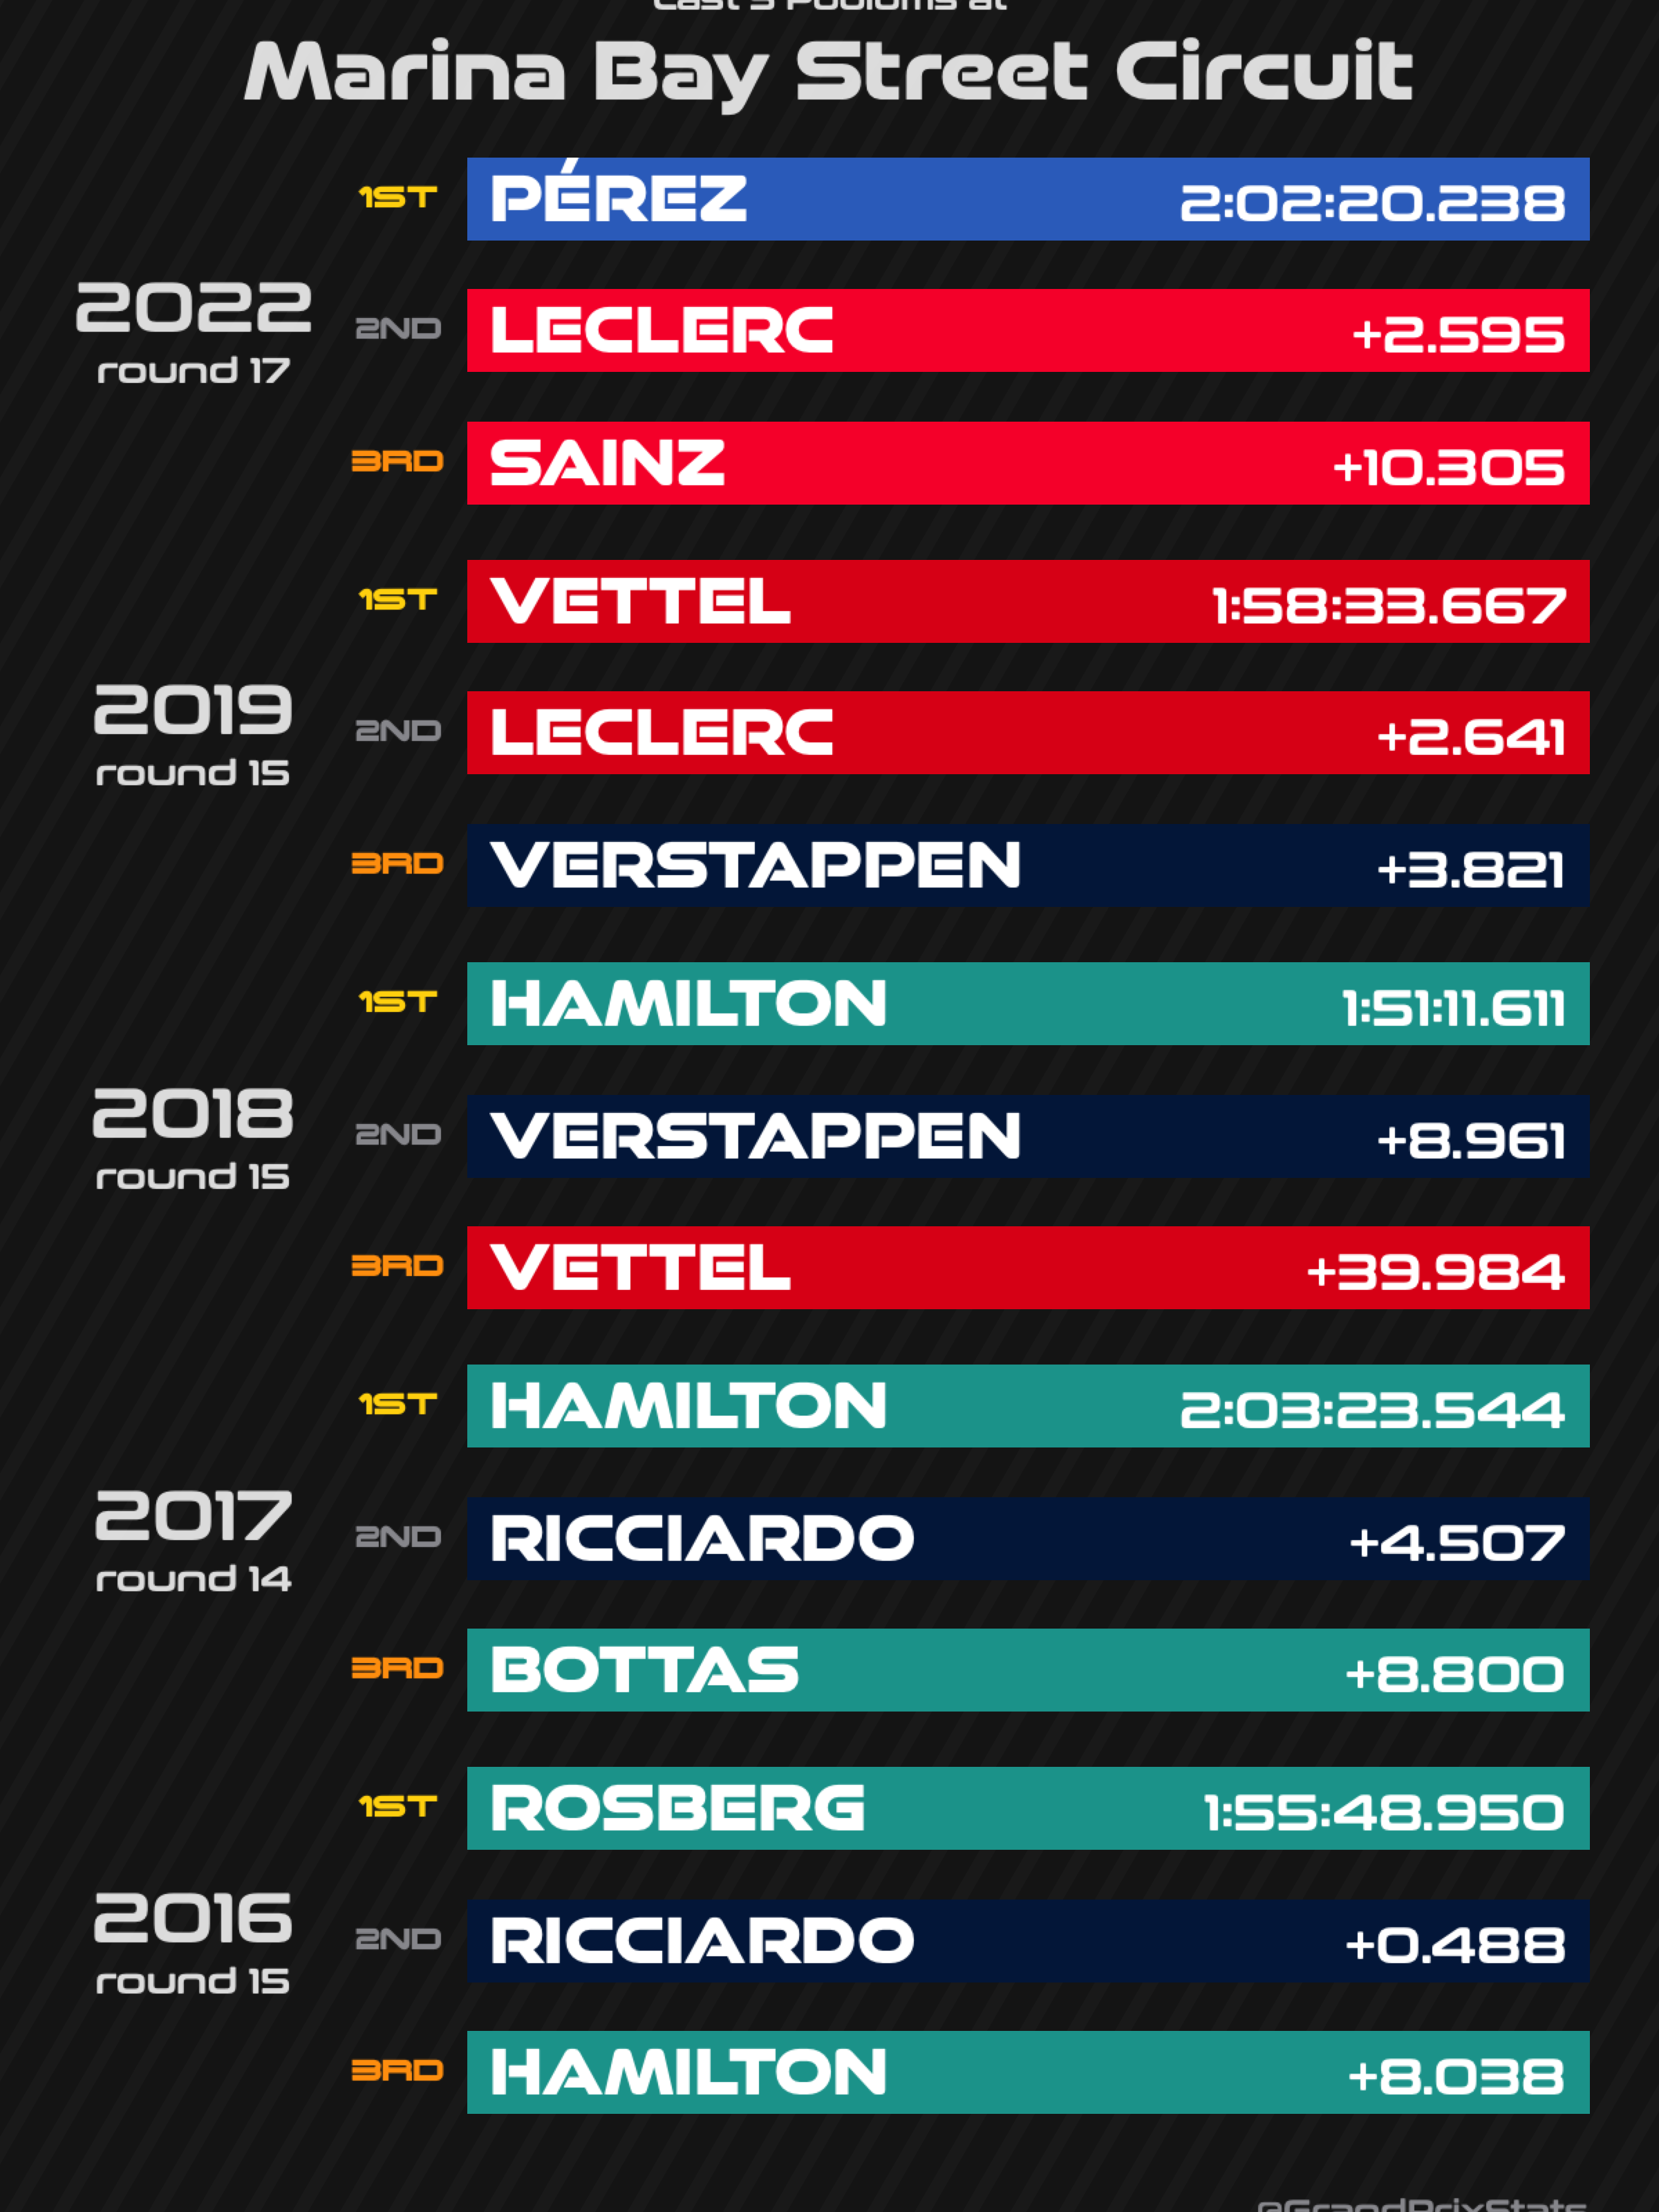 Last 5 Podiums at
Marina Bay Street Circuit
1ST PÉREZ 2:02:20.238
2022
round 17
2ND LECLERC +2.595
3RD SAINZ +10.305
1ST VETTEL 1:58:33.667
2019
round 15
2ND LECLERC +2.641
3RD VERSTAPPEN +3.821
1ST HAMILTON 1:51:11.611
2018
round 15
2ND VERSTAPPEN +8.961
3RD VETTEL +39.984
1ST HAMILTON 2:03:23.544
2017
round 14
2ND RICCIARDO +4.507
3RD BOTTAS +8.800
1ST ROSBERG 1:55:48.950
2016
round 15
2ND RICCIARDO +0.488
3RD HAMILTON +8.038
@GrandPrixStats